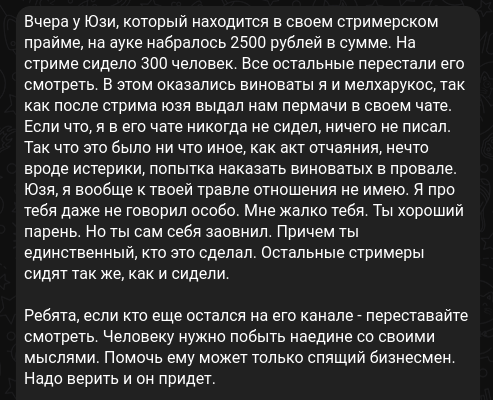 Вчера у Юзи, который находится в своем стримерском
прайме, на ауке набралось 2500 рублей в сумме. На
стриме сидело 300 человек. Все остальные перестали его
смотреть. В этом оказались виноваты я и мелхарукос, так
как после стрима юзя выдал нам пермачи в своем чате.
Если что, я в его чате никогда не сидел, ничего не писал.
Так что это было ни что иное, как акт отчаяния, нечто
вроде истерики, попытка наказать виноватых в провале.
Юзя, я вообще к твоей травле отношения не имею. Я про
тебя даже не говорил особо. Мне жалко тебя. Ты хороший
парень. Но ты сам себя заовнил. Причем ты
единственный, кто это сделал. Остальные стримеры
сидят так же, как и сидели.

Ребята, если кто еще остался на его канале - переставайте
смотреть. Человеку нужно побыть наедине со своими
мыслями. Помочь ему может только спящий бизнесмен.
Надо верить и он придет.